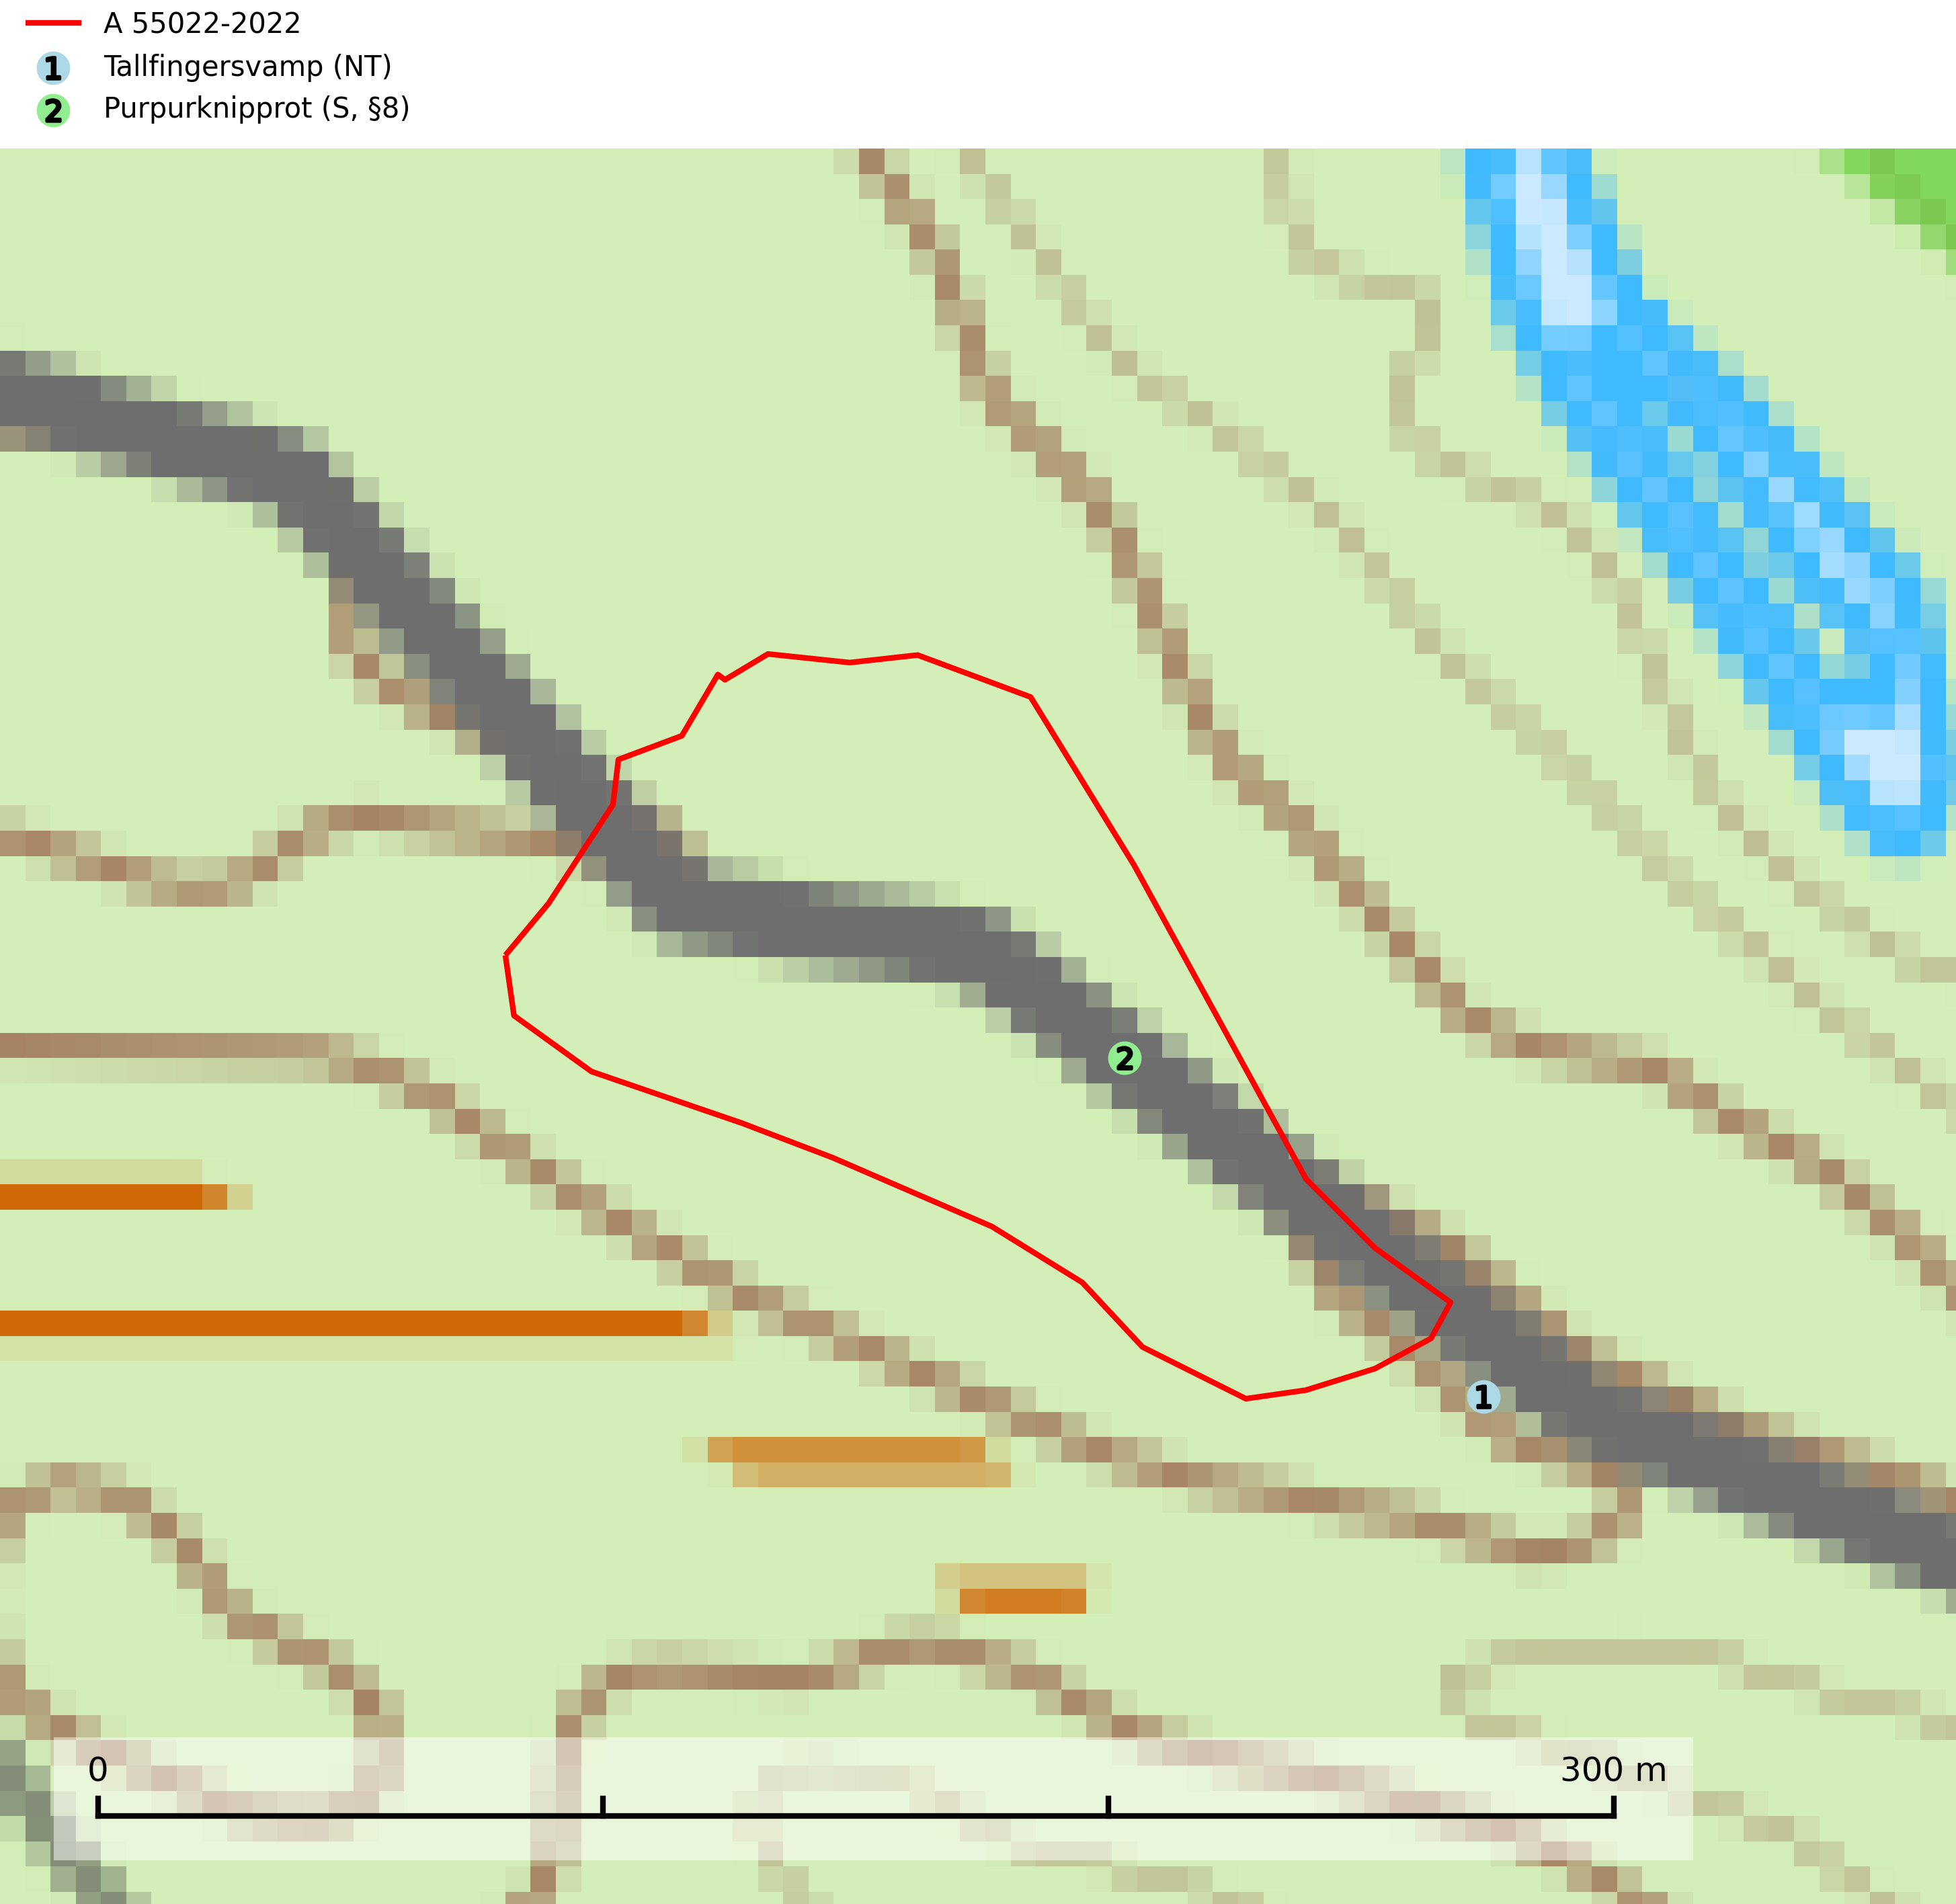 A 55022-2022
1 Tallfingersvamp (NT)
2 Purpurknipprot (S, §8)
2
1
0 300 m